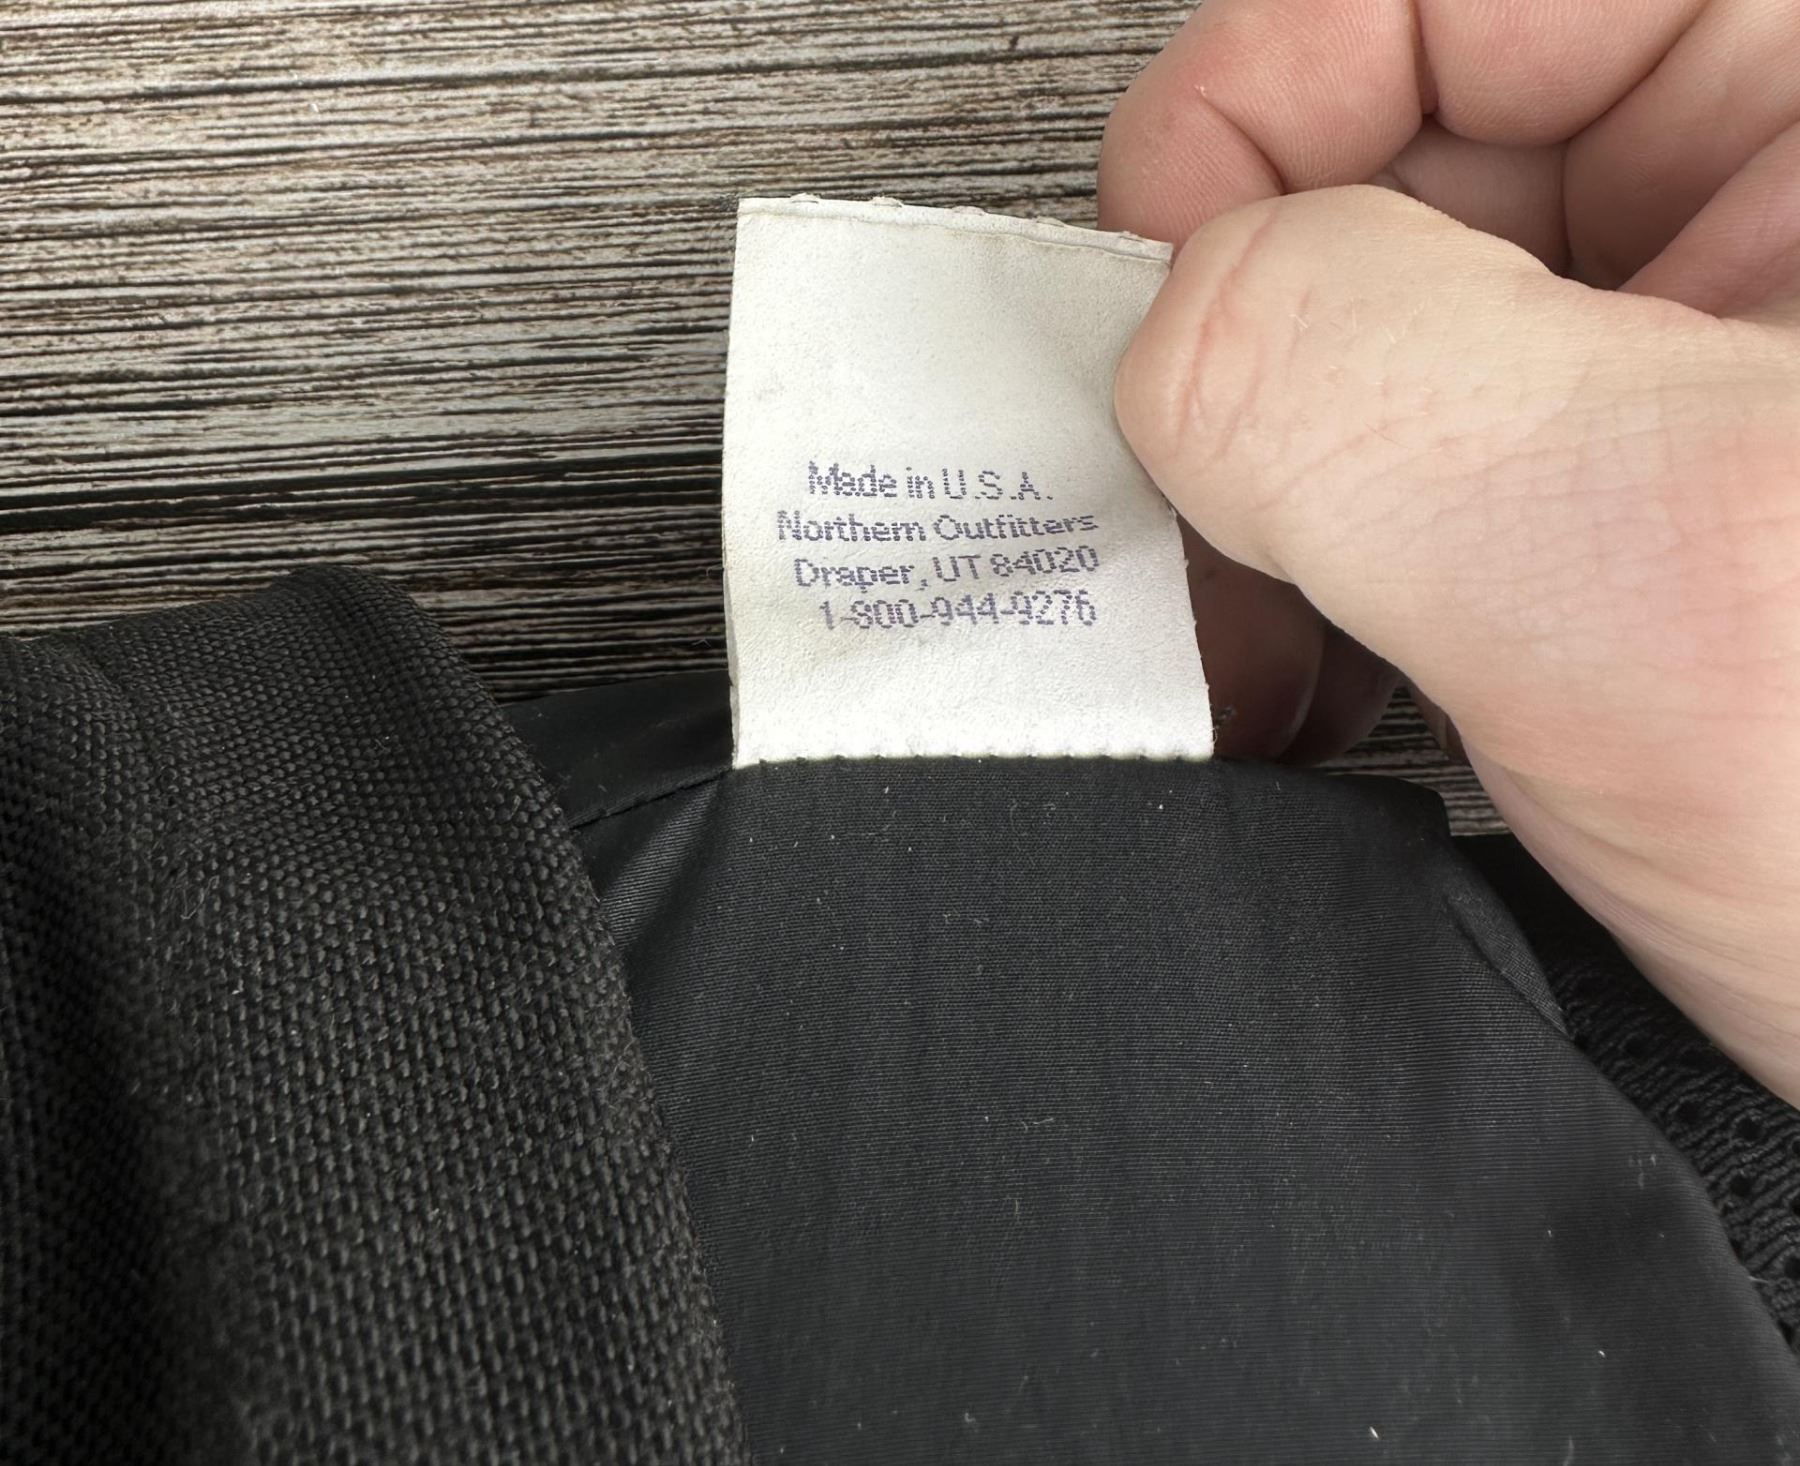 Made in U.S.A.
Northern Outfitters
Draper, UT 84020
1-800-944-9276